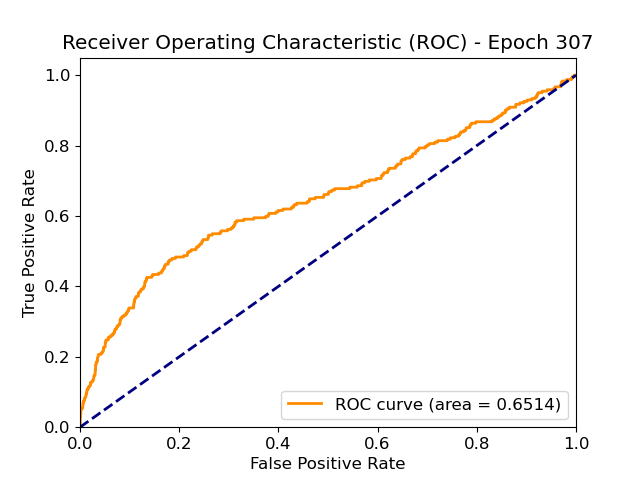 Receiver Operating Characteristic (ROC) - Epoch 307
True Positive Rate
1.0
0.8
0.6
0.4
0.2
0.0
ROC curve (area = 0.6514)
0.0 0.2 0.4 0.6 0.8 1.0
False Positive Rate